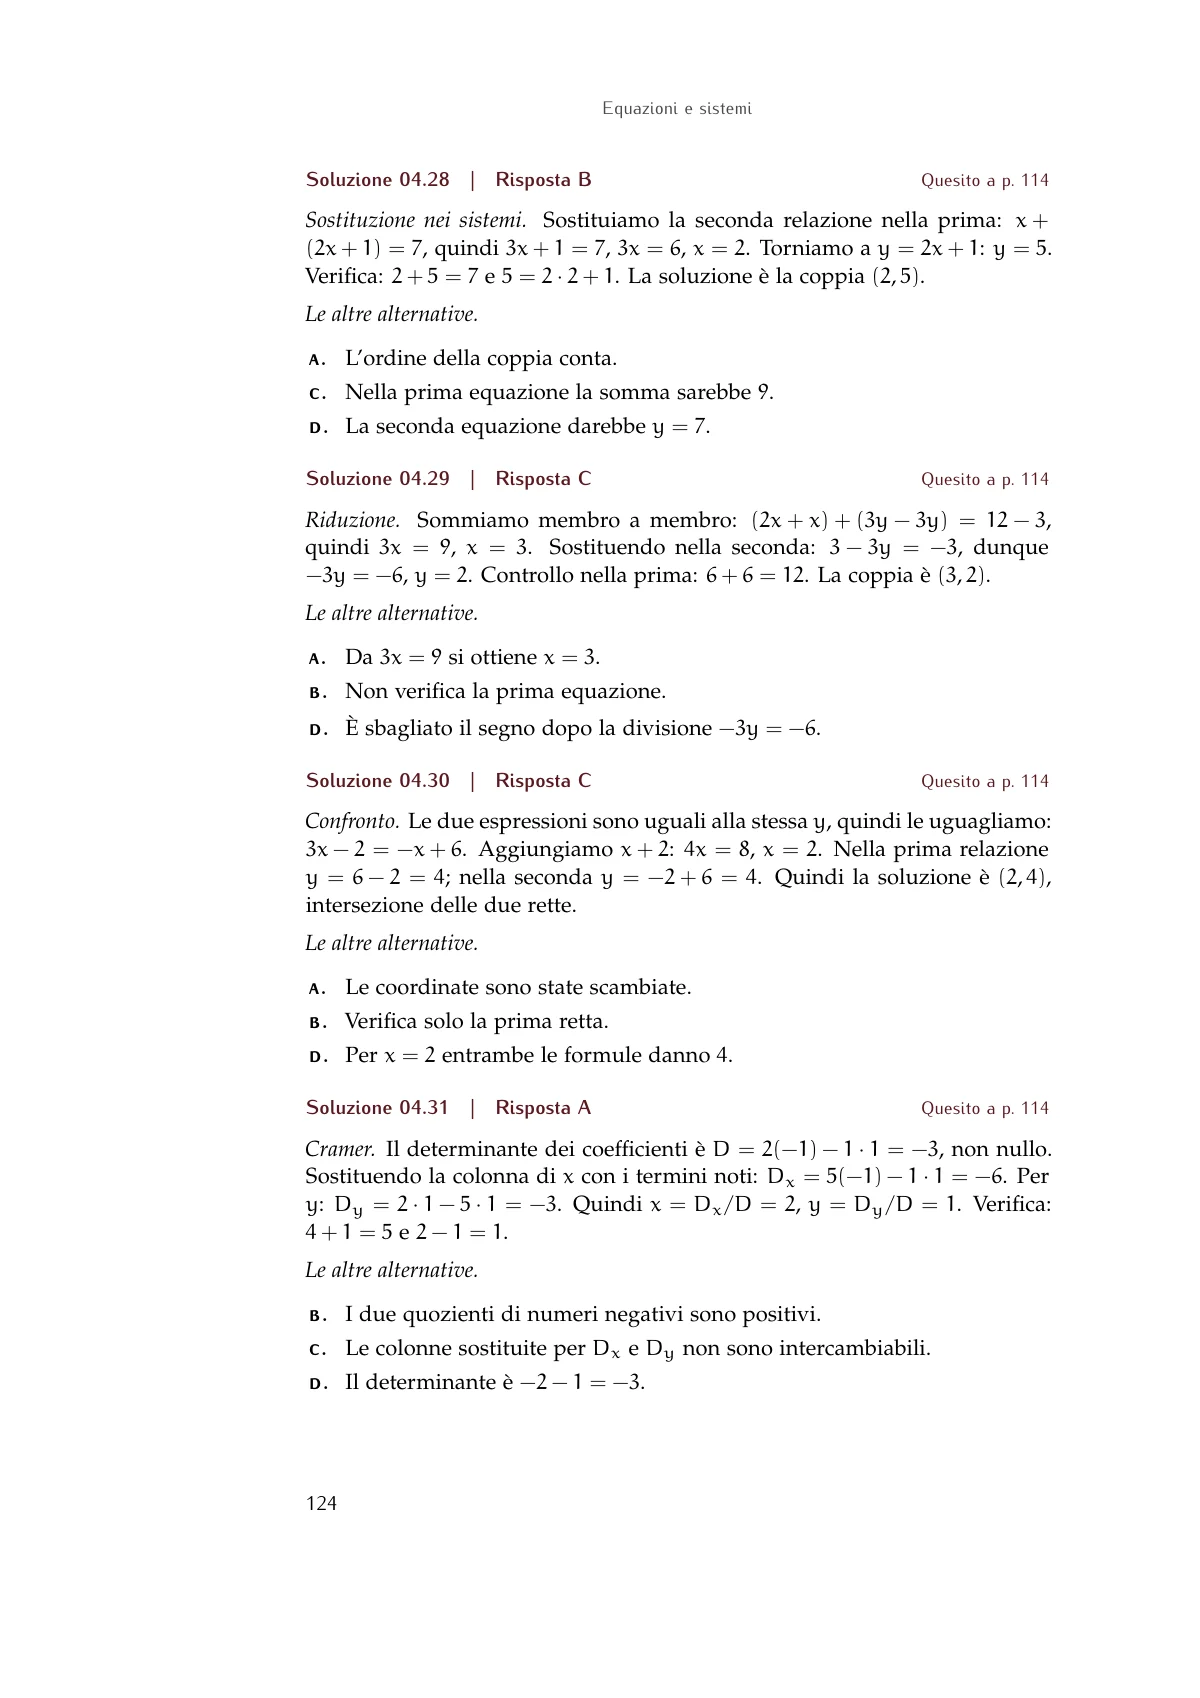 Equazioni e sistemi
Soluzione 04.28 | Risposta B Quesito a p. 114
Sostituzione nei sistemi. Sostituiamo la seconda relazione nella prima: x +
(2x + 1) = 7, quindi 3x + 1 = 7, 3x = 6, x = 2. Torniamo a y = 2x + 1: y = 5.
Verifica: 2 + 5 = 7 e 5 = 2 · 2 + 1. La soluzione è la coppia (2, 5).
Le altre alternative.
A. L'ordine della coppia conta.
C. Nella prima equazione la somma sarebbe 9.
D. La seconda equazione darebbe y = 7.
Soluzione 04.29 | Risposta C Quesito a p. 114
Riduzione. Sommiamo membro a membro: (2x + x) + (3y − 3y) = 12 − 3,
quindi 3x = 9, x = 3. Sostituendo nella seconda: 3 − 3y = −3, dunque
−3y = −6, y = 2. Controllo nella prima: 6 + 6 = 12. La coppia è (3, 2).
Le altre alternative.
A. Da 3x = 9 si ottiene x = 3.
B. Non verifica la prima equazione.
D. È sbagliato il segno dopo la divisione −3y = −6.
Soluzione 04.30 | Risposta C Quesito a p. 114
Confronto. Le due espressioni sono uguali alla stessa y, quindi le uguagliamo:
3x − 2 = −x + 6. Aggiungiamo x + 2: 4x = 8, x = 2. Nella prima relazione
y = 6 − 2 = 4; nella seconda y = −2 + 6 = 4. Quindi la soluzione è (2, 4),
intersezione delle due rette.
Le altre alternative.
A. Le coordinate sono state scambiate.
B. Verifica solo la prima retta.
D. Per x = 2 entrambe le formule danno 4.
Soluzione 04.31 | Risposta A Quesito a p. 114
Cramer. Il determinante dei coefficienti è D = 2(−1) − 1 · 1 = −3, non nullo.
Sostituendo la colonna di x con i termini noti: Dₓ = 5(−1) − 1 · 1 = −6. Per
y: D_y = 2 · 1 − 5 · 1 = −3. Quindi x = Dₓ/D = 2, y = D_y/D = 1. Verifica:
4 + 1 = 5 e 2 − 1 = 1.
Le altre alternative.
B. I due quozienti di numeri negativi sono positivi.
C. Le colonne sostituite per Dₓ e D_y non sono intercambiabili.
D. Il determinante è −2 − 1 = −3.
124